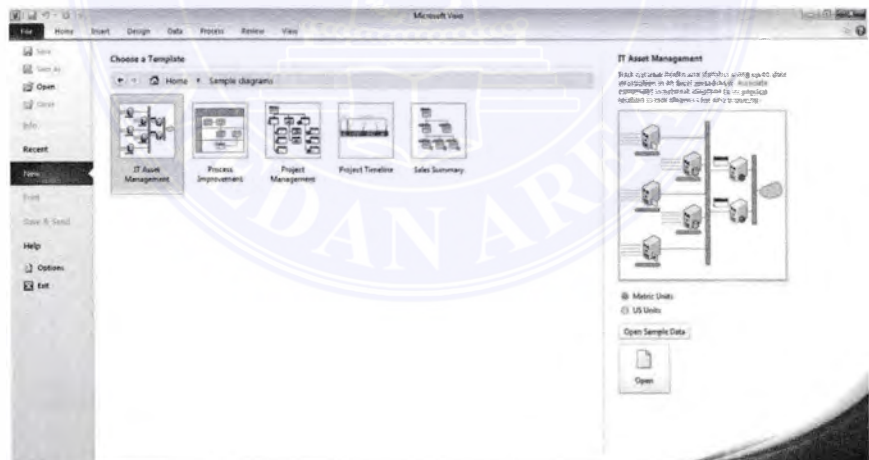 Microsoft Visio
File Home Insert Design Data Process Review View
Save
Save As
Open
Close
Info
Recent
New
Print
Save & Send
Help
Options
Exit
Choose a Template
Home Sample diagrams
IT Asset
Management
Process
Improvement
Project
Management
Project Timeline
Sales Summary
IT Asset Management
Metric Units
US Units
Open Sample Data
Open
EDAN AREA